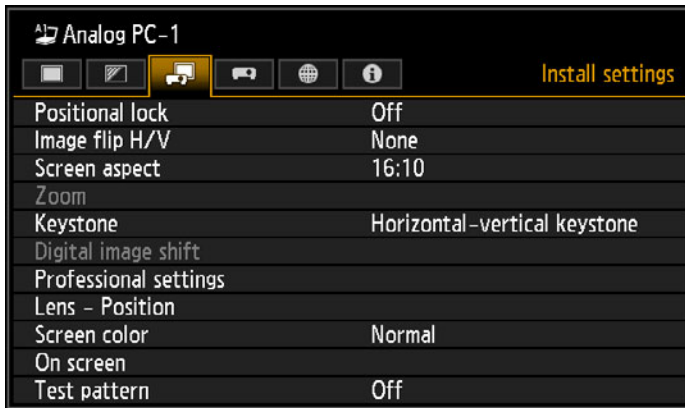 Analog PC-1
Install settings
Positional lock Off
Image flip H/V None
Screen aspect 16:10
Zoom
Keystone Horizontal-vertical keystone
Digital image shift
Professional settings
Lens - Position
Screen color Normal
On screen
Test pattern Off